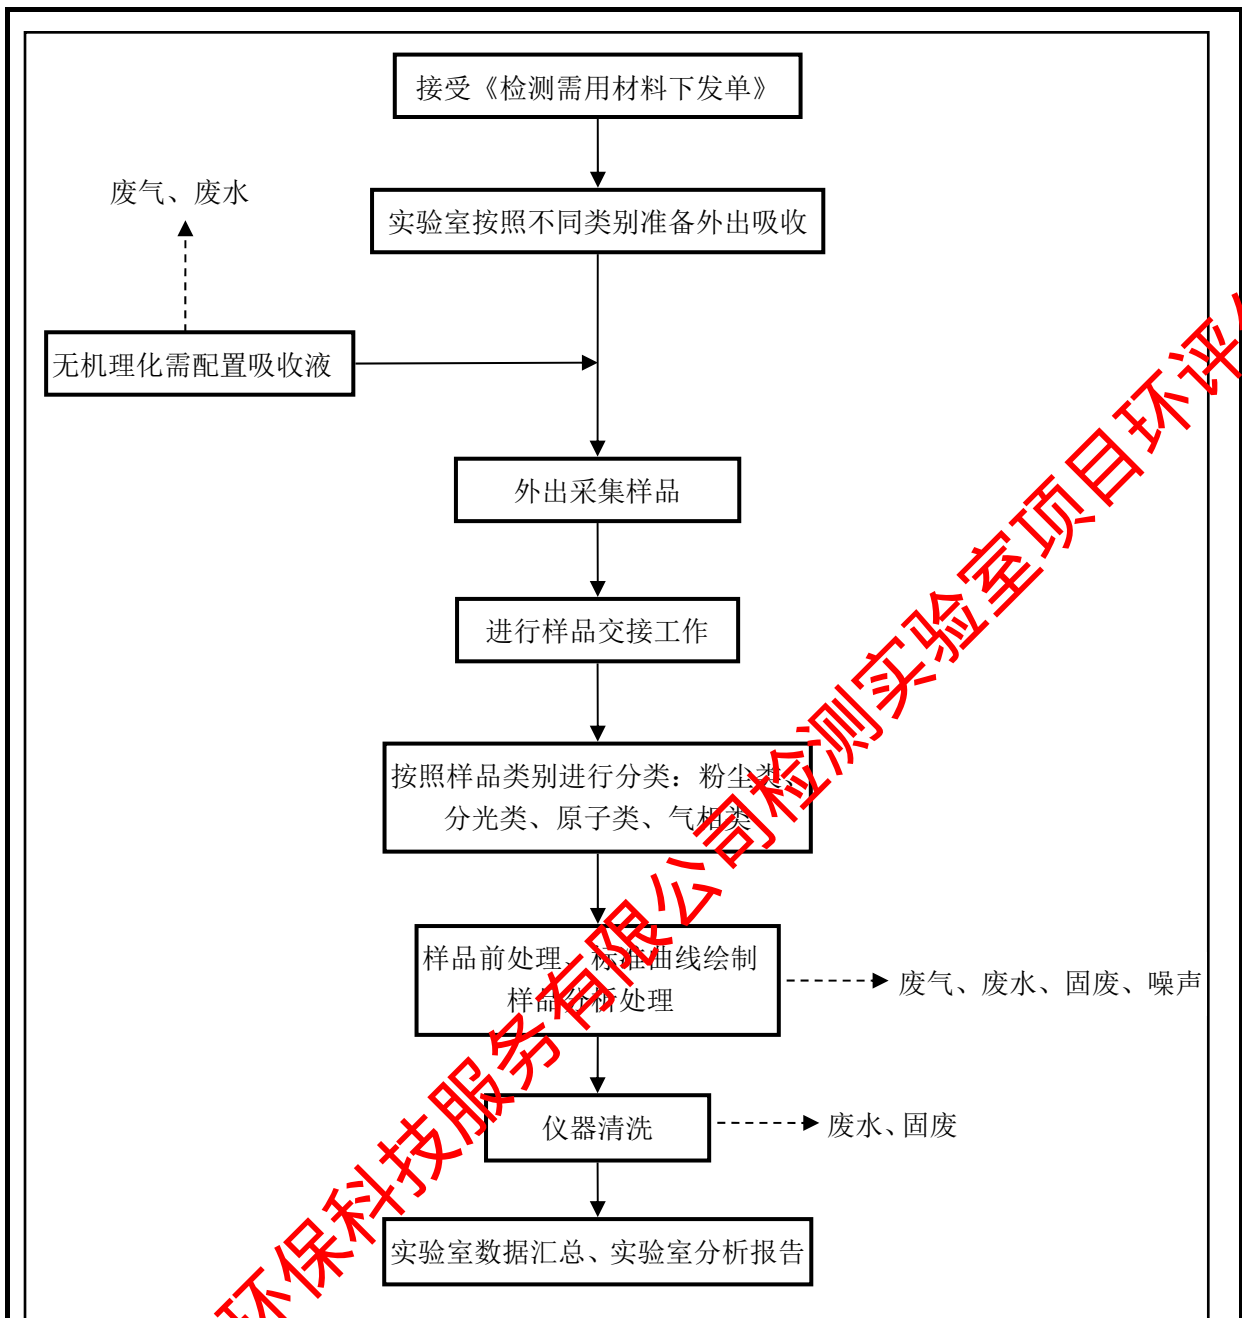 接受《检测需用材料下发单》
废气、废水
实验室按照不同类别准备外出吸收
无机理化需配置吸收液
外出采集样品
进行样品交接工作
按照样品类别进行分类：粉尘类、
分光类、原子类、气相类
样品前处理、标准曲线绘制
样品分析处理
废气、废水、固废、噪声
仪器清洗
废水、固废
实验室数据汇总、实验室分析报告
环保科技服务有限公司检测实验室项目环评